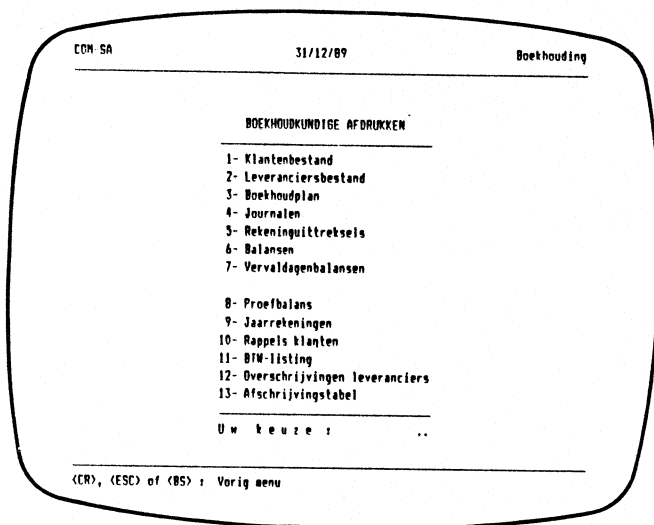 COM SA 31/12/89 Boekhouding
BOEKHOUDKUNDIGE AFDRUKKEN
1- Klantenbestand
2- Leveranciersbestand
3- Boekhoudplan
4- Journalen
5- Rekeninguittreksels
6- Balansen
7- Vervaldagenbalansen
8- Proefbalans
9- Jaarrekeningen
10- Rappels klanten
11- BTW-listing
12- Overschrijvingen leveranciers
13- Afschrijvingstabel
U w k e u z e : ..
<CR>, <ESC> of <BS> : Vorig menu